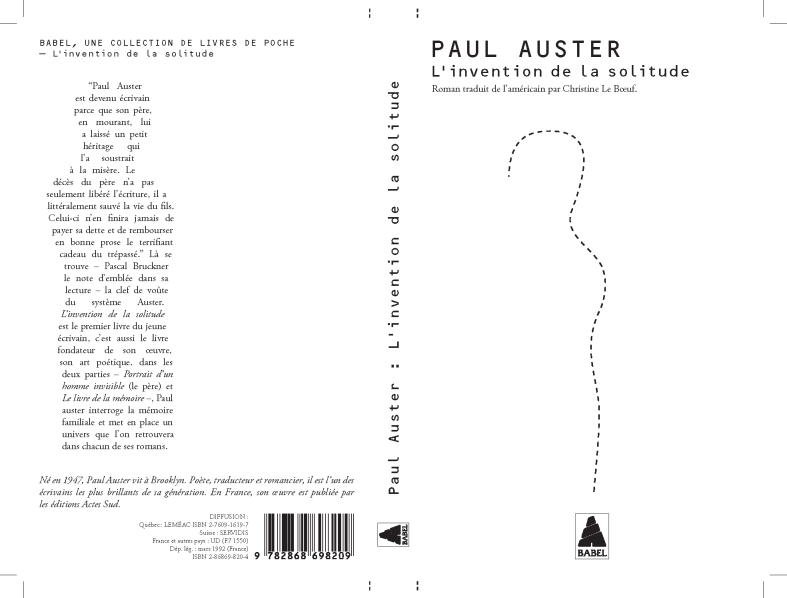 BABEL, UNE COLLECTION DE LIVRES DE POCHE
— L'invention de la solitude
“Paul Auster
est devenu écrivain
parce que son père,
en mourant, lui
a laissé un petit
héritage qui
l'a soustrait
à la misère. Le
décès du père n'a pas
seulement libéré l'écriture, il a
littéralement sauvé la vie du fils.
Celui-ci n'en finira jamais de
payer sa dette et de rembourser
en bonne prose le terrifiant
cadeau du trépassé.” Là se
trouve – Pascal Bruckner
le note d'emblée dans sa
lecture – la clef de voûte
du système Auster.
L'invention de la solitude
est le premier livre du jeune
écrivain, c'est aussi le livre
fondateur de son œuvre,
son art poétique. dans les
deux parties – Portrait d'un
homme invisible (le père) et
Le livre de la mémoire –, Paul
auster interroge la mémoire
familiale et met en place un
univers que l'on retrouvera
dans chacun de ses romans.
Né en 1947, Paul Auster vit à Brooklyn. Poète, traducteur et romancier, il est l'un des
écrivains les plus brillants de sa génération. En France, son œuvre est publiée par
les éditions Actes Sud.
DIFFUSION :
Québec : LEMÉAC ISBN 2-7609-1619-7
Suisse : SERVIDIS
France et autres pays : UD (F7 1550)
Dép. lég. : mars 1992 (France)
ISBN 2-86869-820-4
9 782868 698209
Paul Auster : L'invention de la solitude
BABEL
PAUL AUSTER
L'invention de la solitude
Roman traduit de l'américain par Christine Le Bœuf.
BABEL